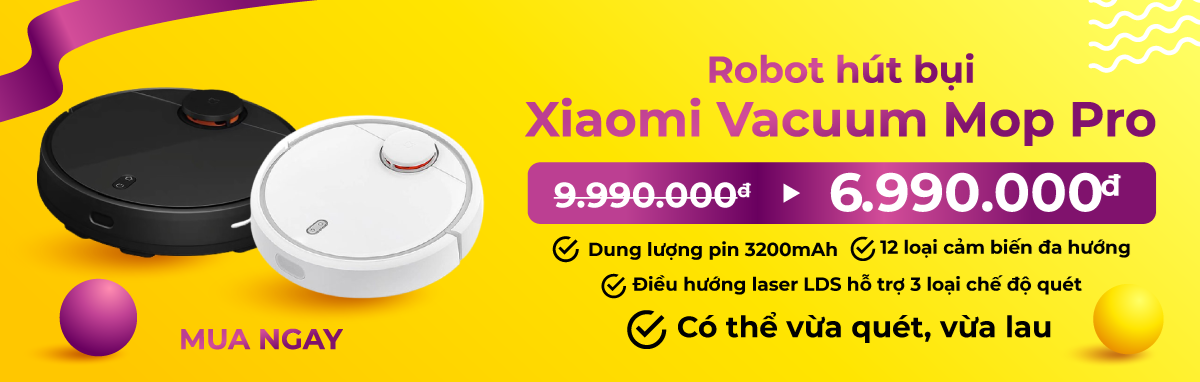 Robot hút bụi
Xiaomi Vacuum Mop Pro
9.990.000đ 6.990.000đ
Dung lượng pin 3200mAh 12 loại cảm biến đa hướng
Điều hướng laser LDS hỗ trợ 3 loại chế độ quét
Có thể vừa quét, vừa lau
MUA NGAY